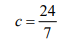 c = 24/7